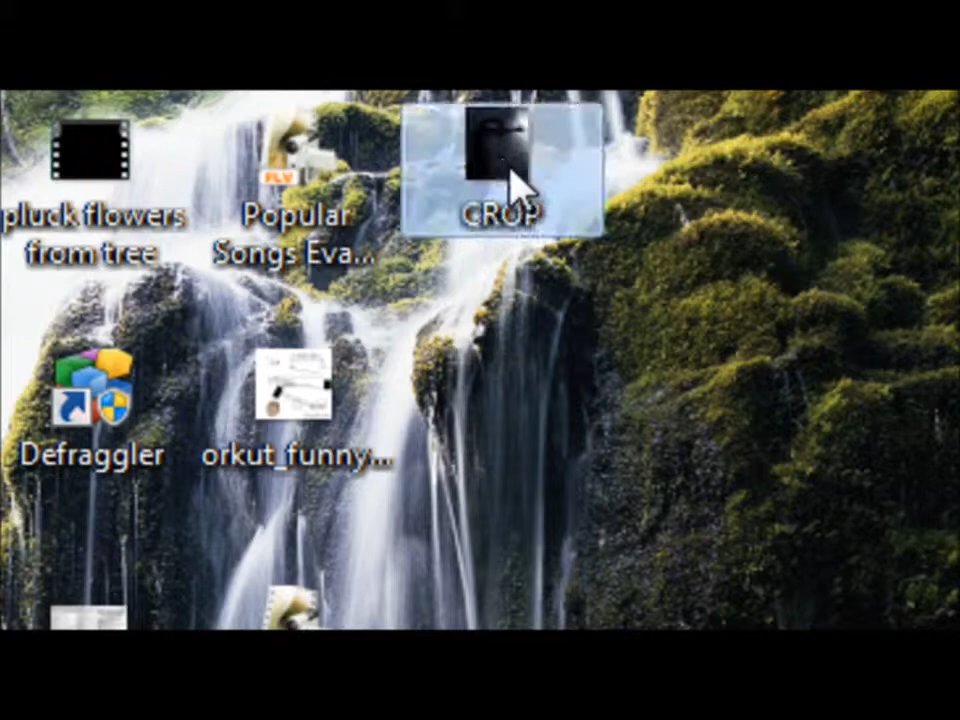 FLV
pluck flowers
from tree
Popular
Songs Eva...
CROP
Defraggler
orkut_funny...